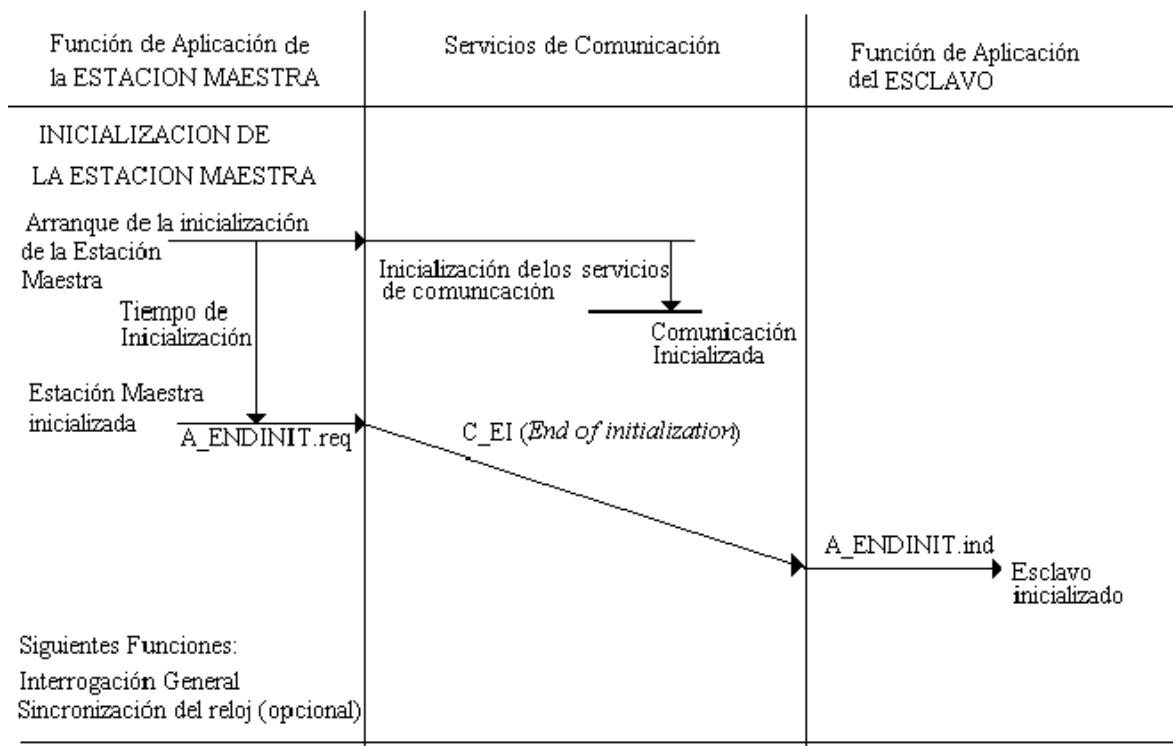 Función de Aplicación de
la ESTACION MAESTRA
Servicios de Comunicación
Función de Aplicación
del ESCLAVO
INICIALIZACION DE
LA ESTACION MAESTRA
Arranque de la inicialización
de la Estación
Maestra
Inicialización de los servicios
de comunicación
Tiempo de
Inicialización
Comunicación
Inicializada
Estación Maestra
inicializada
A_ENDINIT.req
C_EI (End of initialization)
A_ENDINIT.ind
Esclavo
inicializado
Siguientes Funciones:
Interrogación General
Sincronización del reloj (opcional)